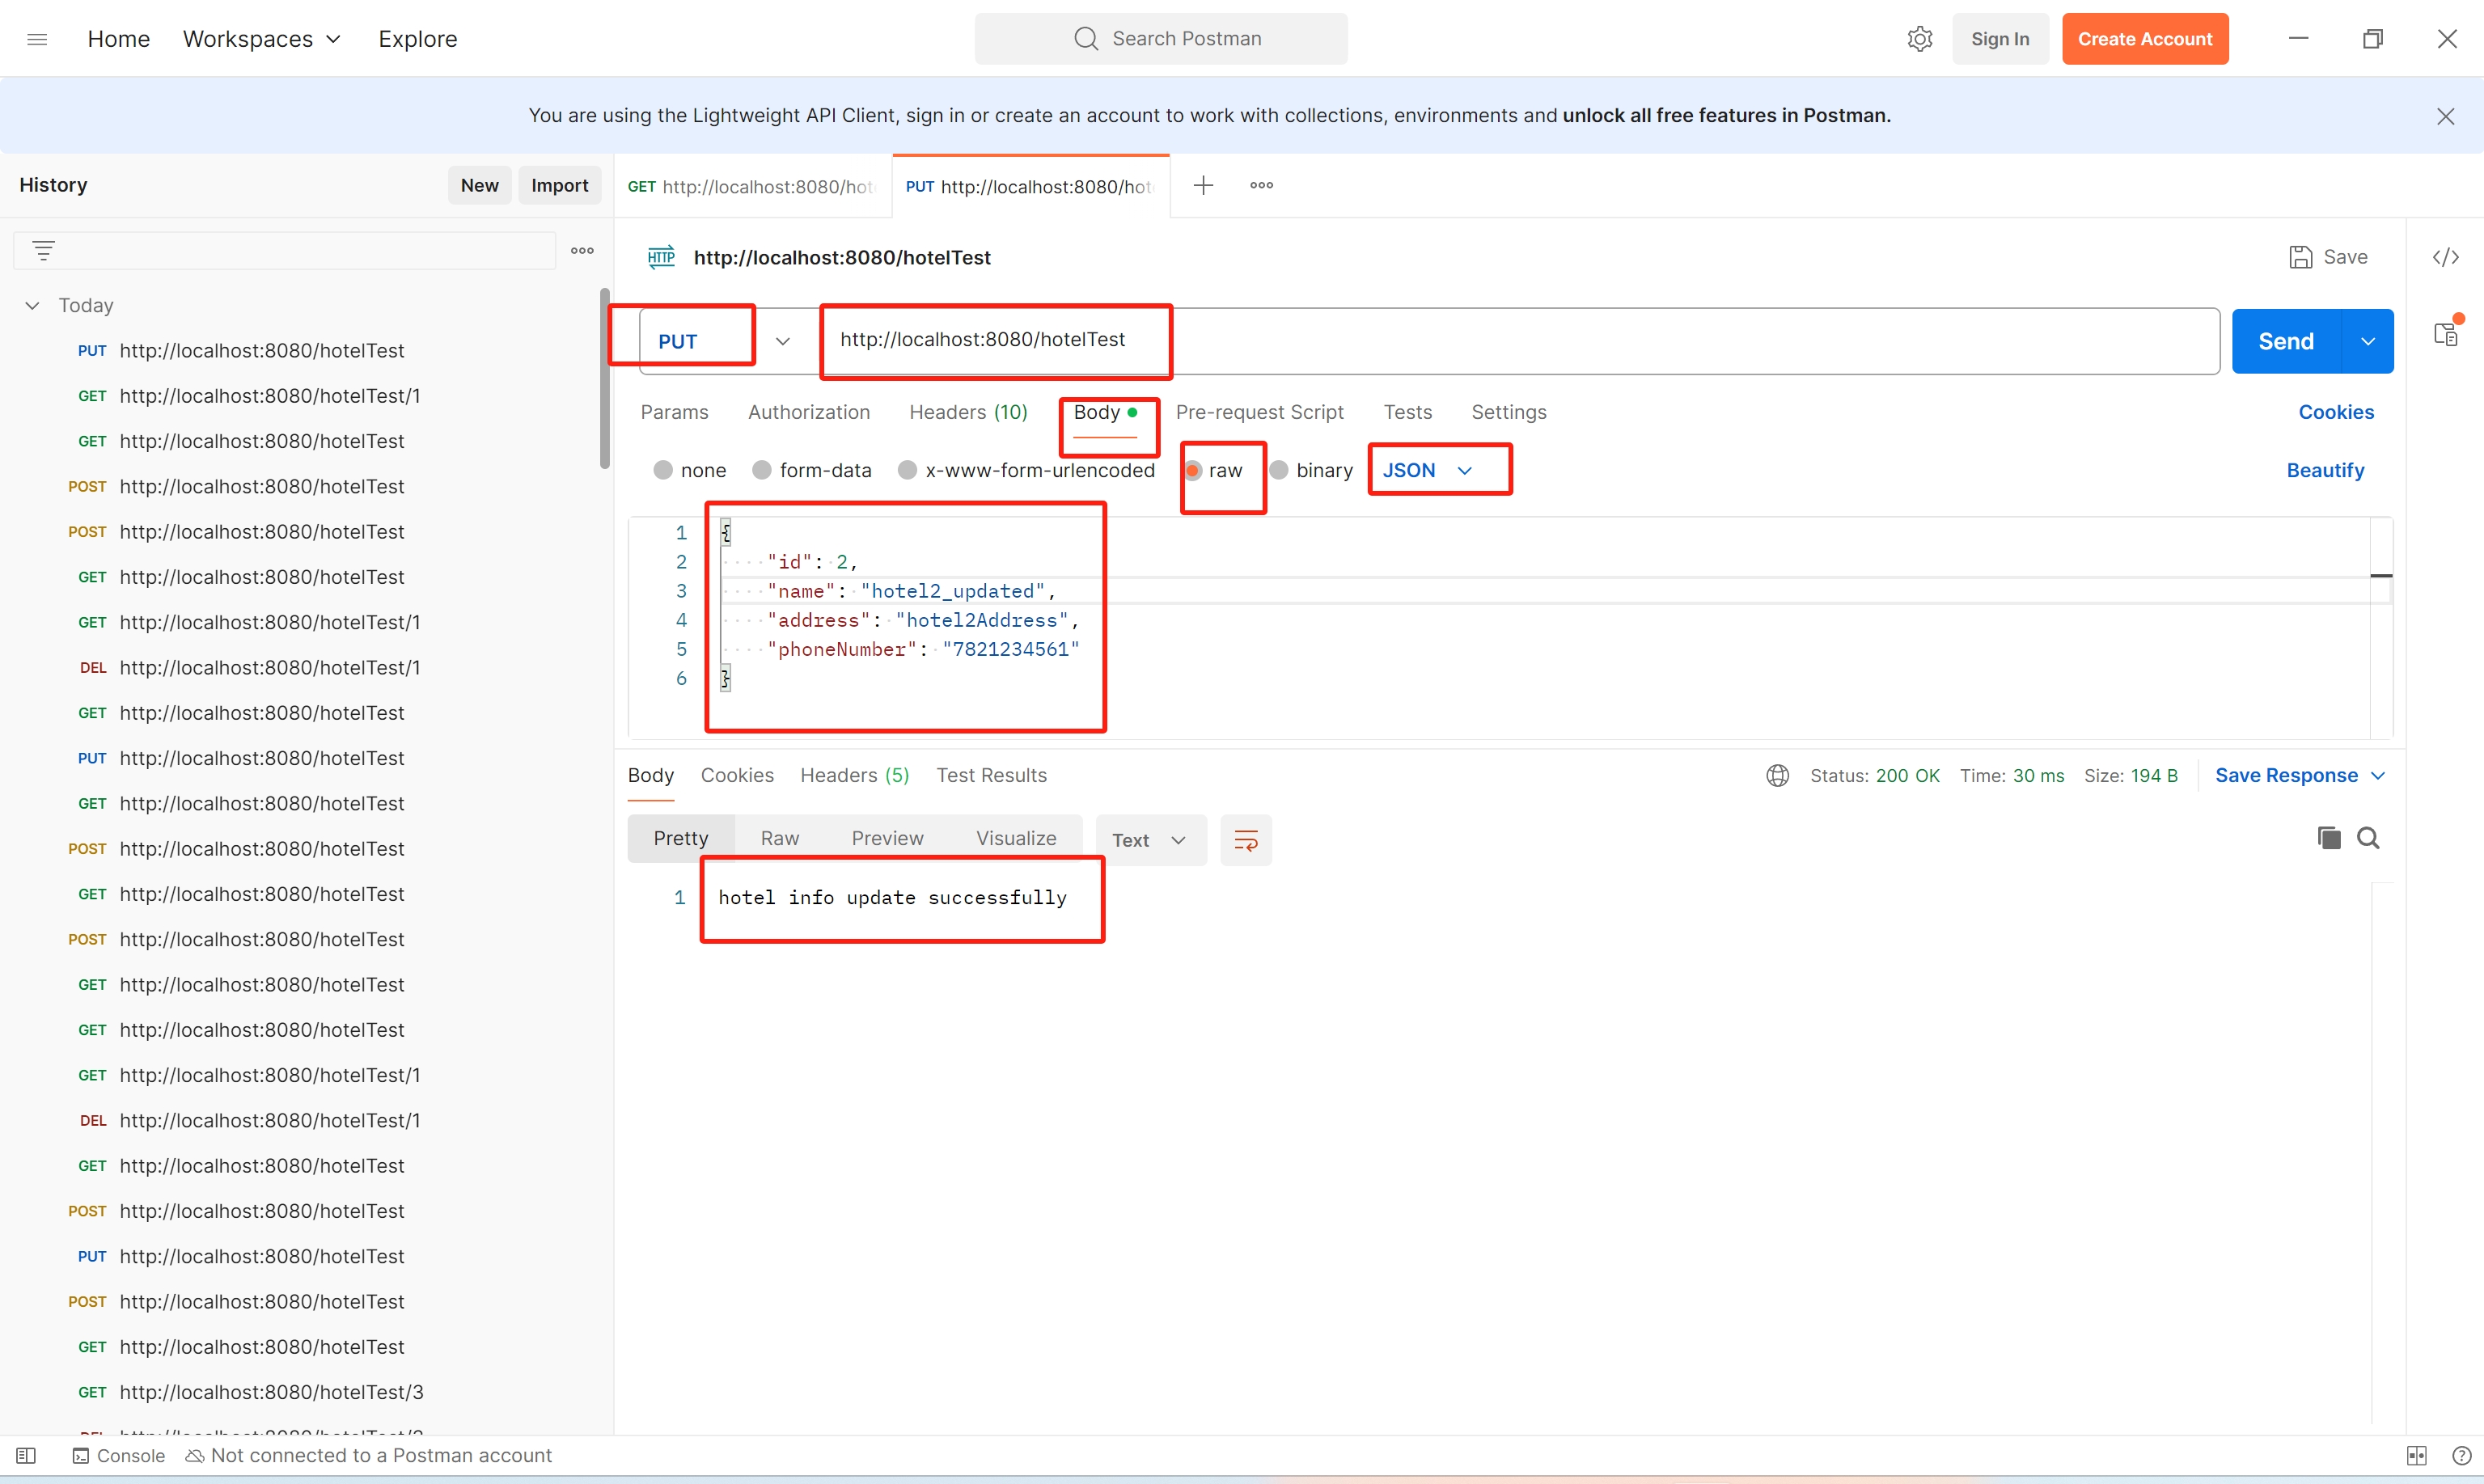 Home Workspaces Explore Search Postman Sign In Create Account
You are using the Lightweight API Client, sign in or create an account to work with collections, environments and unlock all free features in Postman.
History New Import
GET http://localhost:8080/hot PUT http://localhost:8080/hot
HTTP http://localhost:8080/hotelTest Save </>
Today
PUT http://localhost:8080/hotelTest
GET http://localhost:8080/hotelTest/1
GET http://localhost:8080/hotelTest
POST http://localhost:8080/hotelTest
POST http://localhost:8080/hotelTest
GET http://localhost:8080/hotelTest
GET http://localhost:8080/hotelTest/1
DEL http://localhost:8080/hotelTest/1
GET http://localhost:8080/hotelTest
PUT http://localhost:8080/hotelTest
GET http://localhost:8080/hotelTest
POST http://localhost:8080/hotelTest
GET http://localhost:8080/hotelTest
POST http://localhost:8080/hotelTest
GET http://localhost:8080/hotelTest
GET http://localhost:8080/hotelTest
GET http://localhost:8080/hotelTest/1
DEL http://localhost:8080/hotelTest/1
GET http://localhost:8080/hotelTest
POST http://localhost:8080/hotelTest
PUT http://localhost:8080/hotelTest
POST http://localhost:8080/hotelTest
GET http://localhost:8080/hotelTest
GET http://localhost:8080/hotelTest/3
PUT http://localhost:8080/hotelTest Send
Params Authorization Headers (10) Body Pre-request Script Tests Settings Cookies
none form-data x-www-form-urlencoded raw binary JSON Beautify
1 {
2 "id": 2,
3 "name": "hotel2_updated",
4 "address": "hotel2Address",
5 "phoneNumber": "7821234561"
6 }
Body Cookies Headers (5) Test Results Status: 200 OK Time: 30 ms Size: 194 B Save Response
Pretty Raw Preview Visualize Text
1 hotel info update successfully
Console Not connected to a Postman account